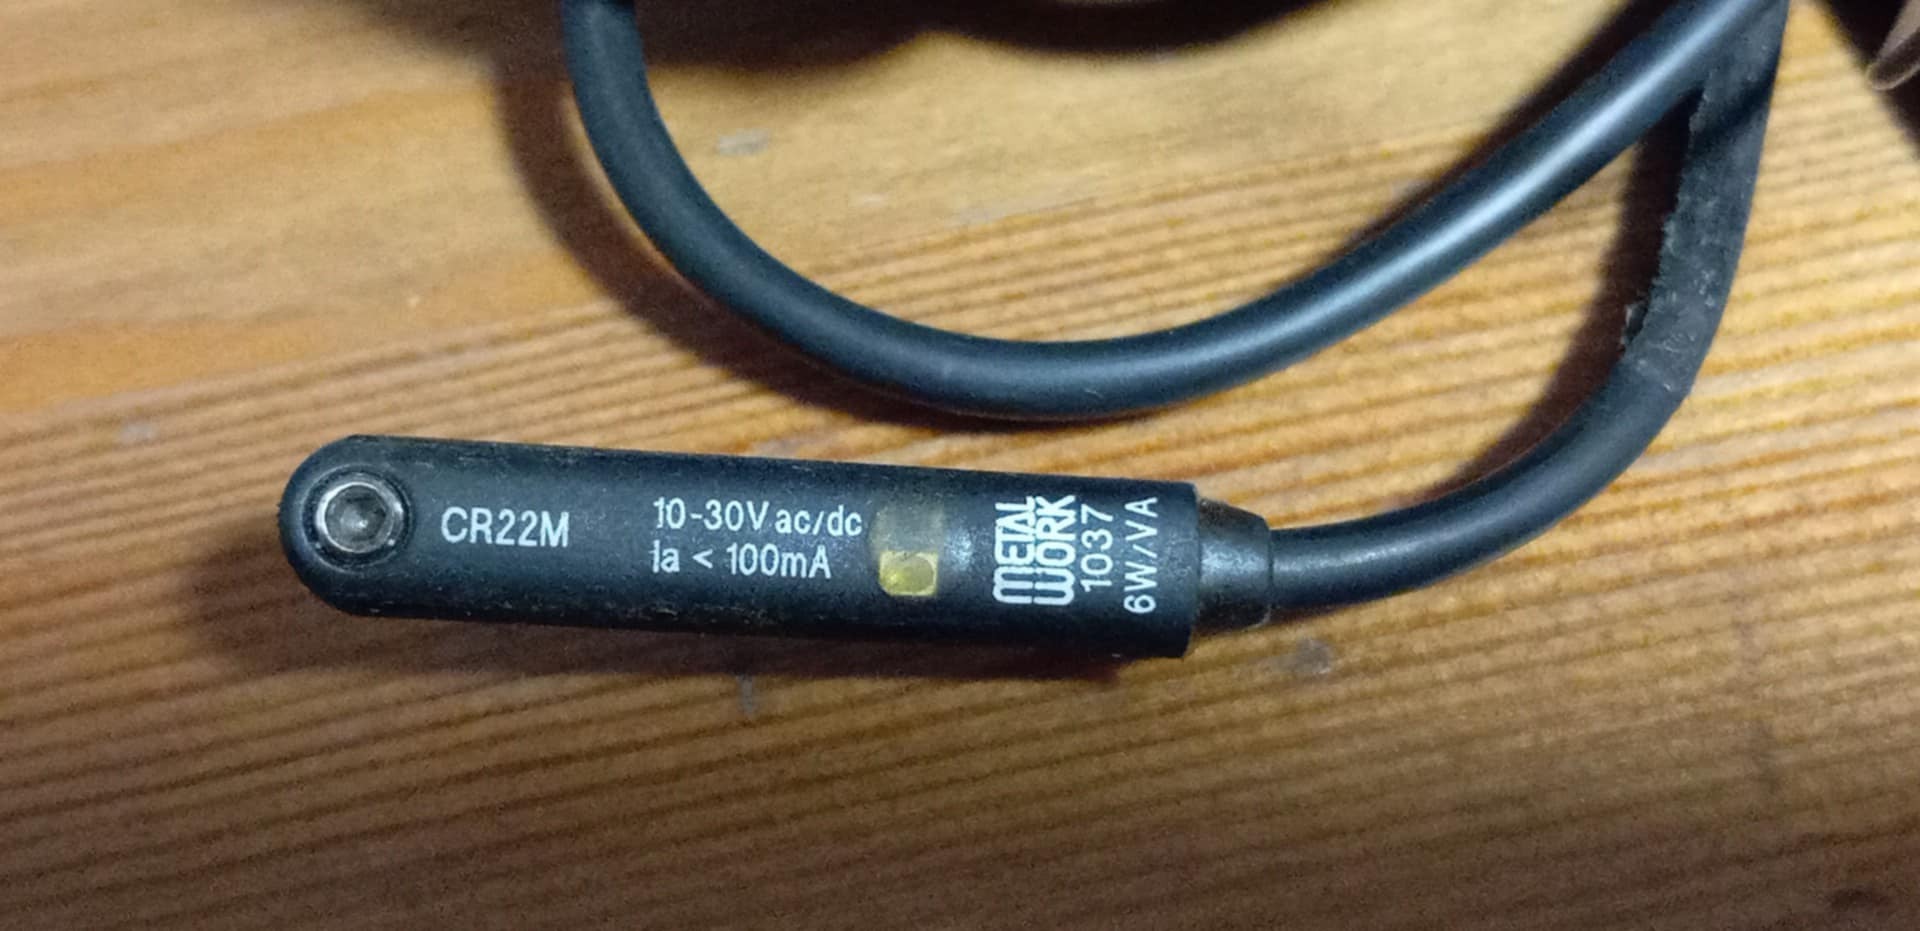 CR22M
10-30V ac/dc
Ia < 100mA
METAL
WORK
1037
6W/VA